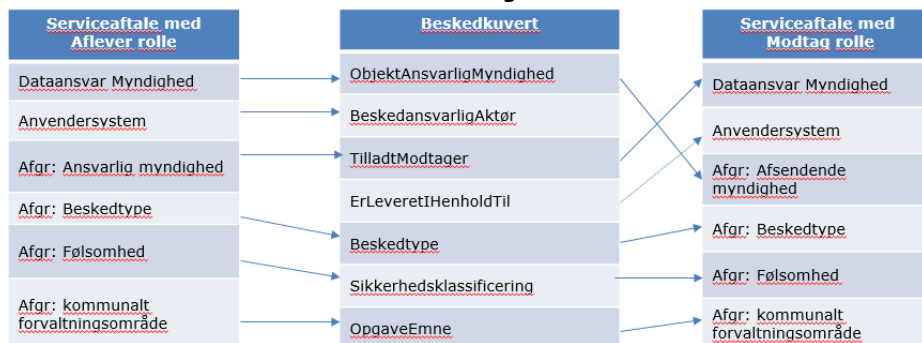 Serviceaftale med
Aflever rolle
Dataansvar Myndighed
Anvendersystem
Afgr: Ansvarlig myndighed
Afgr: Beskedtype
Afgr: Følsomhed
Afgr: kommunalt
forvaltningsområde
Beskedkuvert
ObjektAnsvarligMyndighed
BeskedansvarligAktør
TilladtModtager
ErLeveretIHenholdTil
Beskedtype
Sikkerhedsklassificering
OpgaveEmne
Serviceaftale med
Modtag rolle
Dataansvar Myndighed
Anvendersystem
Afgr: Afsendende
myndighed
Afgr: Beskedtype
Afgr: Følsomhed
Afgr: kommunalt
forvaltningsområde